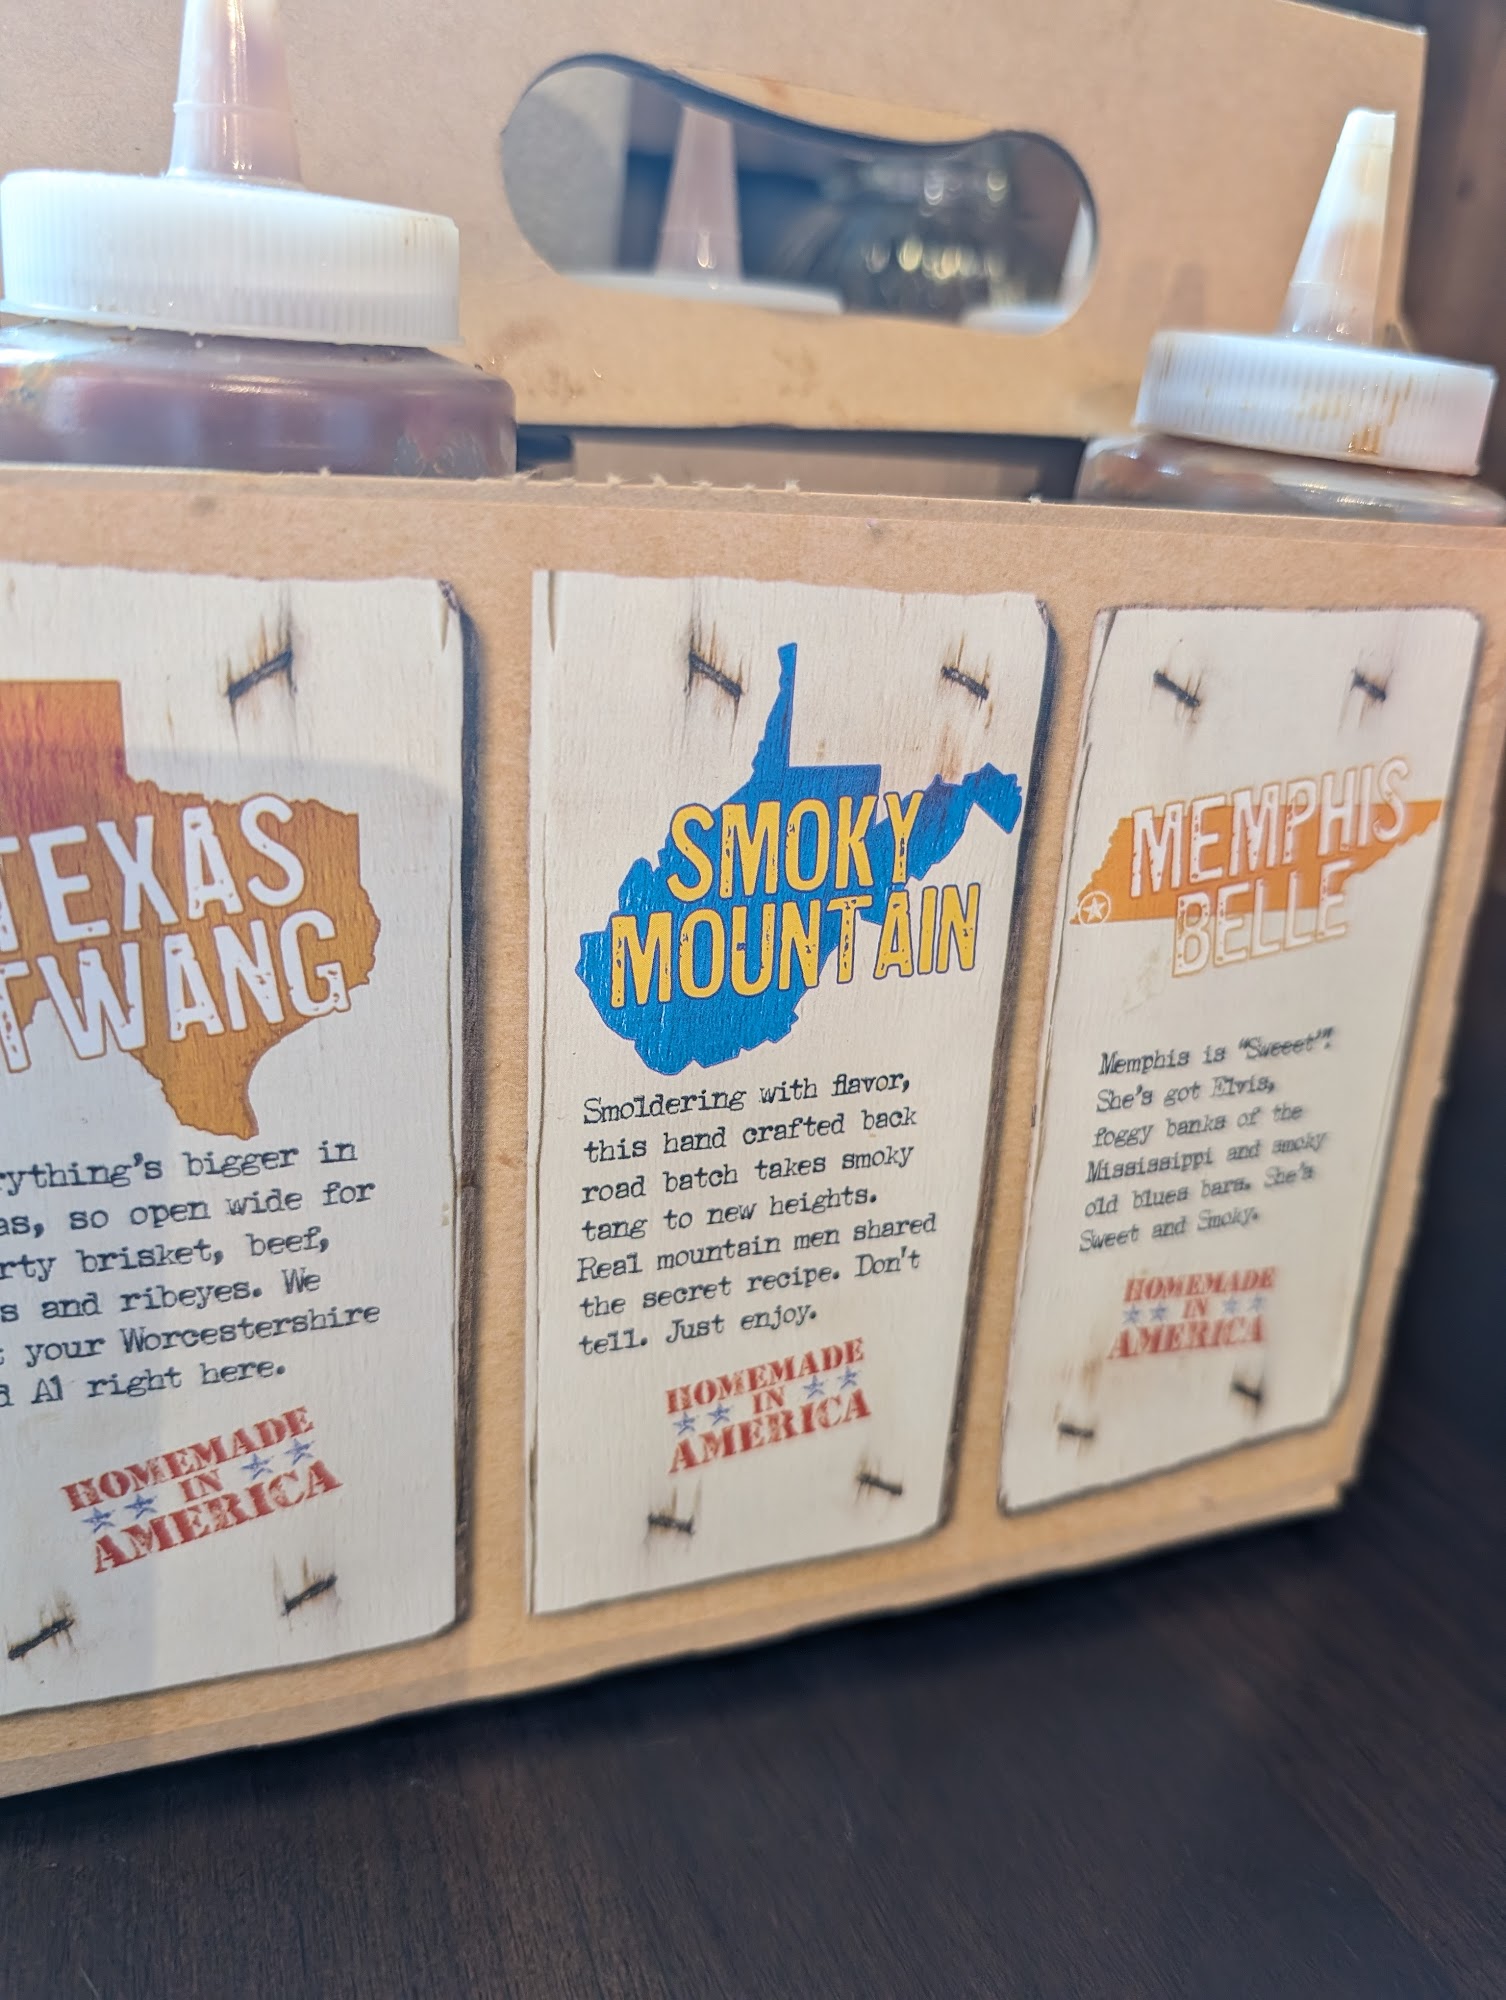 TEXAS
TWANG
rything's bigger in
as, so open wide for
rty brisket, beef,
s and ribeyes. We
your Worcestershire
A1 right here.
HOMEMADE
IN
AMERICA
SMOKY
MOUNTAIN
Smoldering with flavor,
this hand crafted back
road batch takes smoky
tang to new heights.
Real mountain men shared
the secret recipe. Don't
tell. Just enjoy.
HOMEMADE
IN
AMERICA
MEMPHIS
BELLE
Memphis is "Sweeet".
She's got Elvis,
foggy banks of the
Mississippi and smoky
old blues bars. She's
Sweet and Smoky.
HOMEMADE
IN
AMERICA